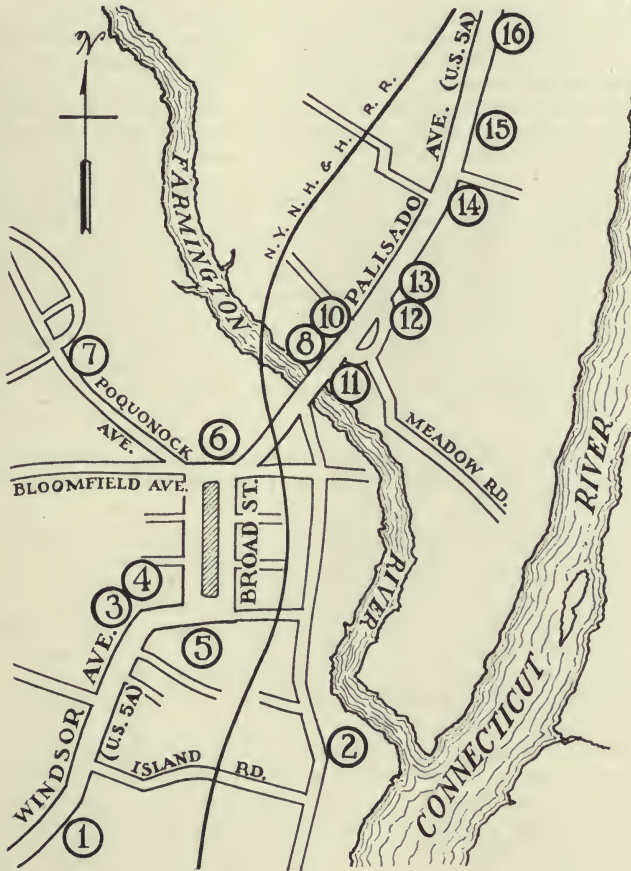 N
16
(U.S. 5A)
AVE.
PALISADO
N.Y. N.H. & H. R. R.
15
14
FARMINGTON
RIVER
13
12
10
8
11
7
POQUONOCK
AVE.
6
MEADOW RD.
BLOOMFIELD AVE.
BROAD ST.
4
3
5
WINDSOR
AVE.
(U.S. 5A)
ISLAND RD.
2
1
CONNECTICUT
RIVER